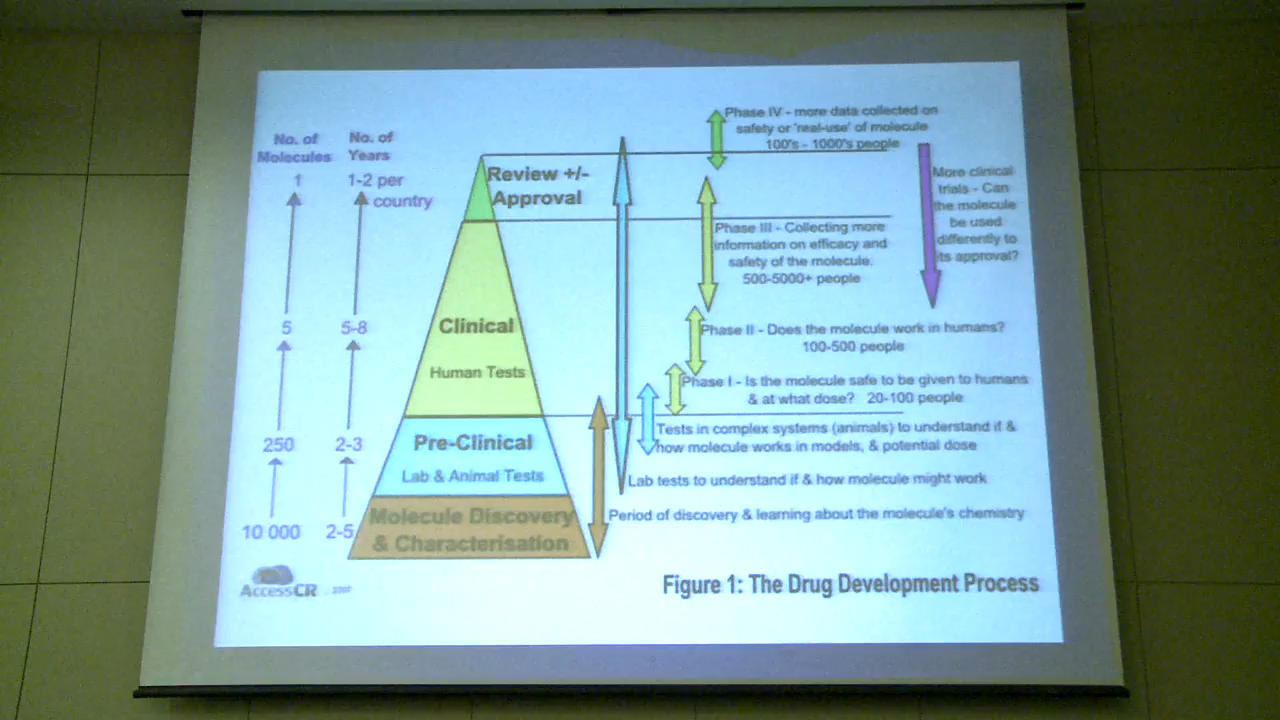 No. of
Molecules
No. of
Years
1
1-2 per
country
5
5-8
250
2-3
10 000
2-5
Review +/-
Approval
Clinical
Human Tests
Pre-Clinical
Lab & Animal Tests
Molecule Discovery
& Characterisation
Phase IV - more data collected on
safety or 'real-use' of molecule
100's - 1000's people
Phase III - Collecting more
information on efficacy and
safety of the molecule.
500-5000+ people
Phase II - Does the molecule work in humans?
100-500 people
Phase I - Is the molecule safe to be given to humans
& at what dose? 20-100 people
Tests in complex systems (animals) to understand if &
how molecule works in models, & potential dose
Lab tests to understand if & how molecule might work
Period of discovery & learning about the molecule's chemistry
More clinical
trials - Can
the molecule
be used
differently to
its approval?
AccessCR
Figure 1: The Drug Development Process